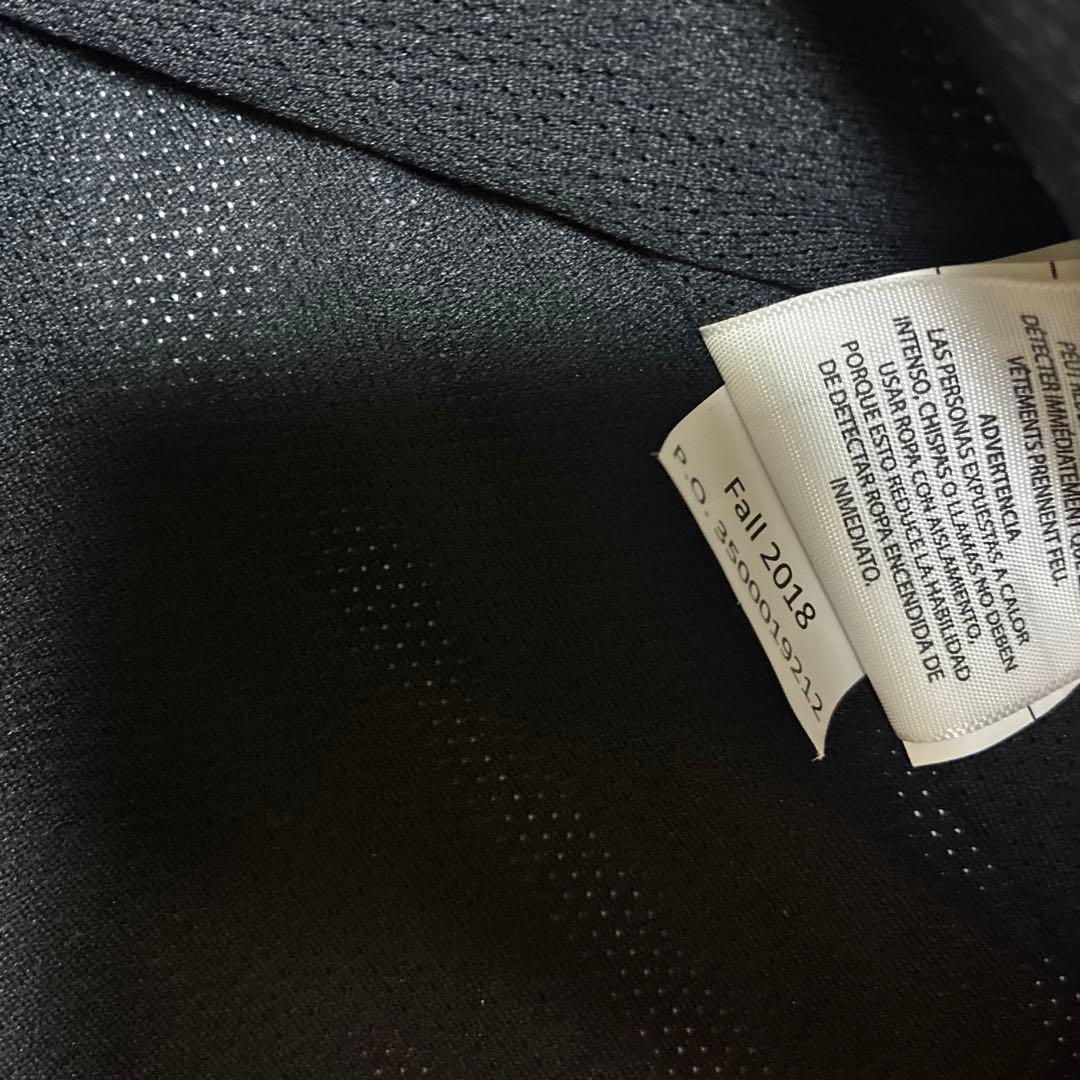 Fall 2018
P.O. 3500019212
DÉTECTER IMMÉDIATEMENT
VÊTEMENTS PRENNENT FEU
ADVERTENCIA
LAS PERSONAS EXPUESTAS, A CALOR
INTENSO, CHISPAS O LLAMAS, NO DEBEN
USAR ROPA CON AISLAMIENTO,
PORQUE ESTO REDUCE LA HABILIDAD
DE DETECTAR ROPA ENCENDIDA DE
INMEDIATO.